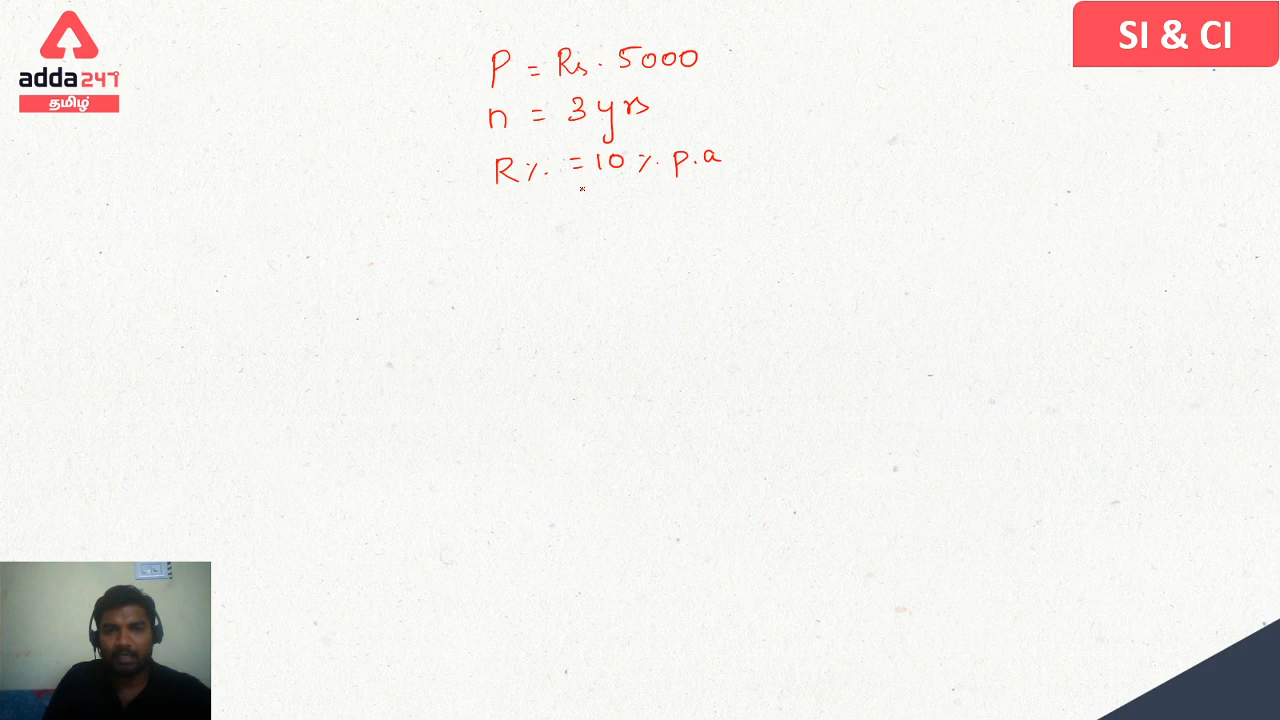 adda247
தமிழ்
SI & CI
P = Rs. 5000
n = 3 yrs
R% = 10 % p.a